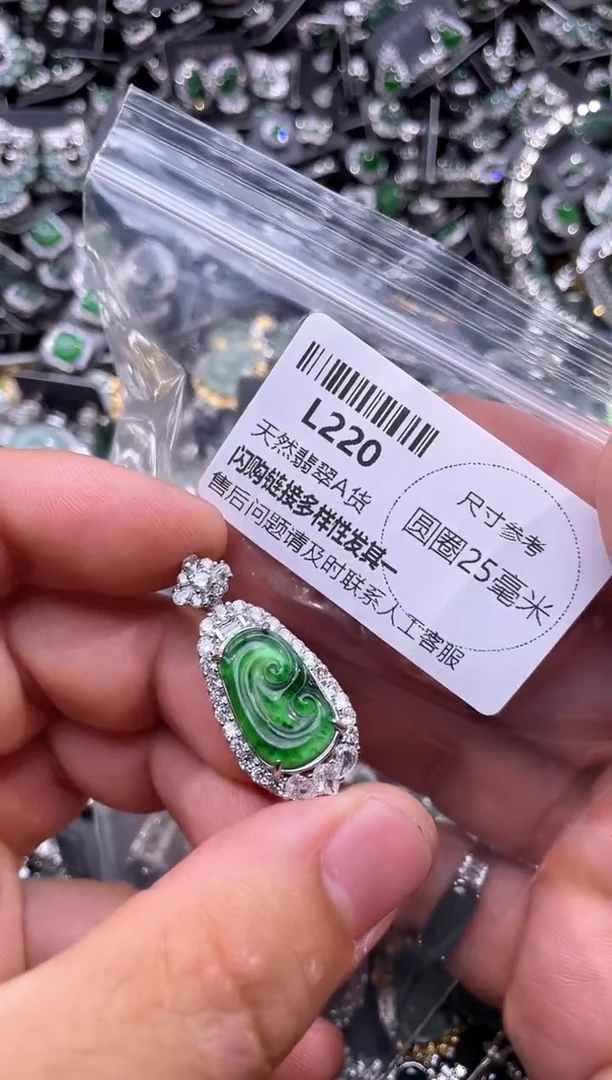 L220
天然翡翠A货
闪购链接多样性发其一
售后问题请及时联系人工客服
尺寸参考
圆圈25毫米